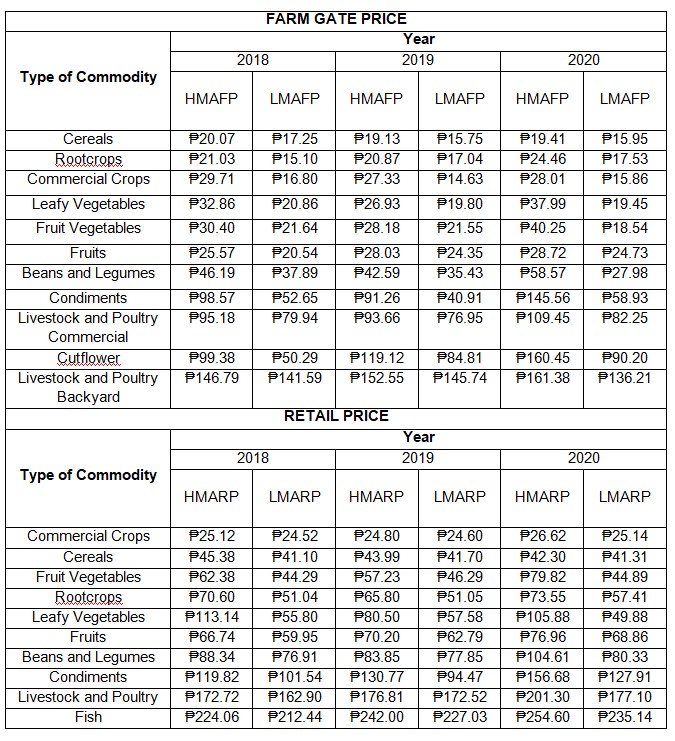 FARM GATE PRICE
Type of Commodity
Year
2018 2019 2020
HMAFP LMAFP HMAFP LMAFP HMAFP LMAFP
Cereals ₱20.07 ₱17.25 ₱19.13 ₱15.75 ₱19.41 ₱15.95
Rootcrops ₱21.03 ₱15.10 ₱20.87 ₱17.04 ₱24.46 ₱17.53
Commercial Crops ₱29.71 ₱16.80 ₱27.33 ₱14.63 ₱28.01 ₱15.86
Leafy Vegetables ₱32.86 ₱20.86 ₱26.93 ₱19.80 ₱37.99 ₱19.45
Fruit Vegetables ₱30.40 ₱21.64 ₱28.18 ₱21.55 ₱40.25 ₱18.54
Fruits ₱25.57 ₱20.54 ₱28.03 ₱24.35 ₱28.72 ₱24.73
Beans and Legumes ₱46.19 ₱37.89 ₱42.59 ₱35.43 ₱58.57 ₱27.98
Condiments ₱98.57 ₱52.65 ₱91.26 ₱40.91 ₱145.56 ₱58.93
Livestock and Poultry ₱95.18 ₱79.94 ₱93.66 ₱76.95 ₱109.45 ₱82.25
Commercial
Cutflower ₱99.38 ₱50.29 ₱119.12 ₱84.81 ₱160.45 ₱90.20
Livestock and Poultry ₱146.79 ₱141.59 ₱152.55 ₱145.74 ₱161.38 ₱136.21
Backyard
RETAIL PRICE
Type of Commodity
Year
2018 2019 2020
HMARP LMARP HMARP LMARP HMARP LMARP
Commercial Crops ₱25.12 ₱24.52 ₱24.80 ₱24.60 ₱26.62 ₱25.14
Cereals ₱45.38 ₱41.10 ₱43.99 ₱41.70 ₱42.30 ₱41.31
Fruit Vegetables ₱62.38 ₱44.29 ₱57.23 ₱46.29 ₱79.82 ₱44.89
Rootcrops ₱70.60 ₱51.04 ₱65.80 ₱51.05 ₱73.55 ₱57.41
Leafy Vegetables ₱113.14 ₱55.80 ₱80.50 ₱57.58 ₱105.88 ₱49.88
Fruits ₱66.74 ₱59.95 ₱70.20 ₱62.79 ₱76.96 ₱68.86
Beans and Legumes ₱88.34 ₱76.91 ₱83.85 ₱77.85 ₱104.61 ₱80.33
Condiments ₱119.82 ₱101.54 ₱130.77 ₱94.47 ₱156.68 ₱127.91
Livestock and Poultry ₱172.72 ₱162.90 ₱176.81 ₱172.52 ₱201.30 ₱177.10
Fish ₱224.06 ₱212.44 ₱242.00 ₱227.03 ₱254.60 ₱235.14